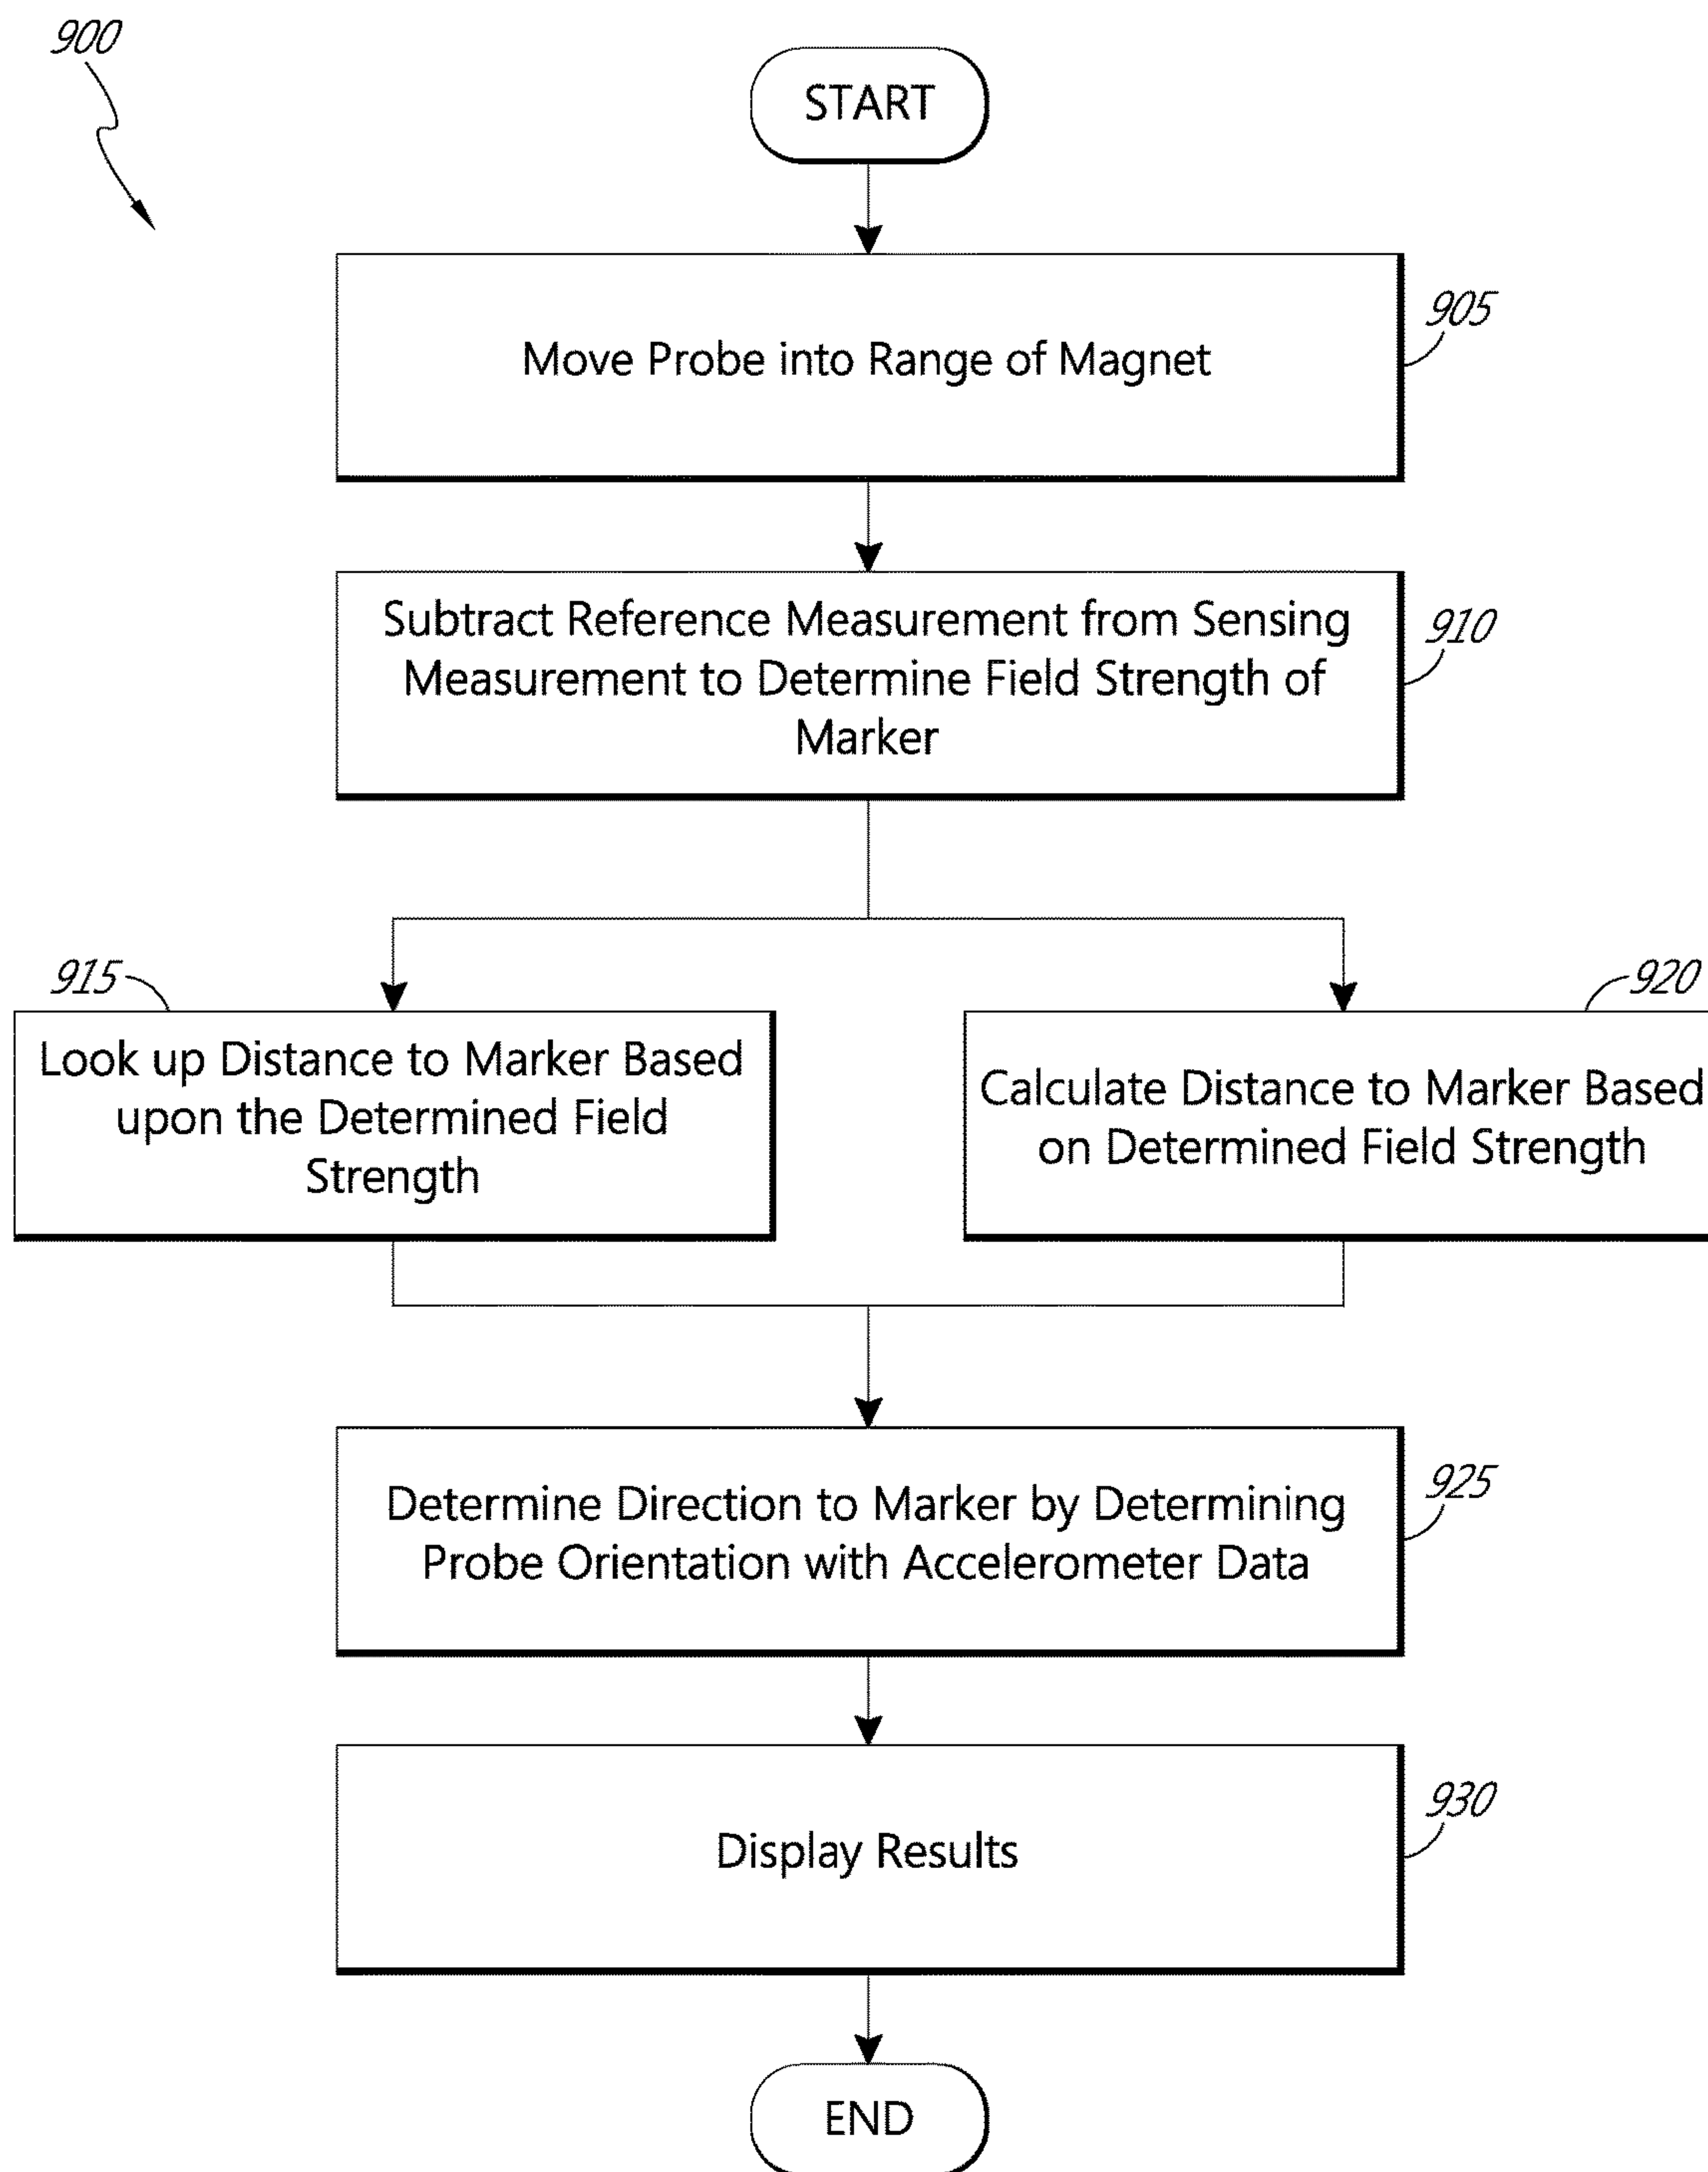 900
START
Move Probe into Range of Magnet
905
Subtract Reference Measurement from Sensing
Measurement to Determine Field Strength of
Marker
910
915
Look up Distance to Marker Based
upon the Determined Field
Strength
920
Calculate Distance to Marker Based
on Determined Field Strength
Determine Direction to Marker by Determining
Probe Orientation with Accelerometer Data
925
Display Results
930
END